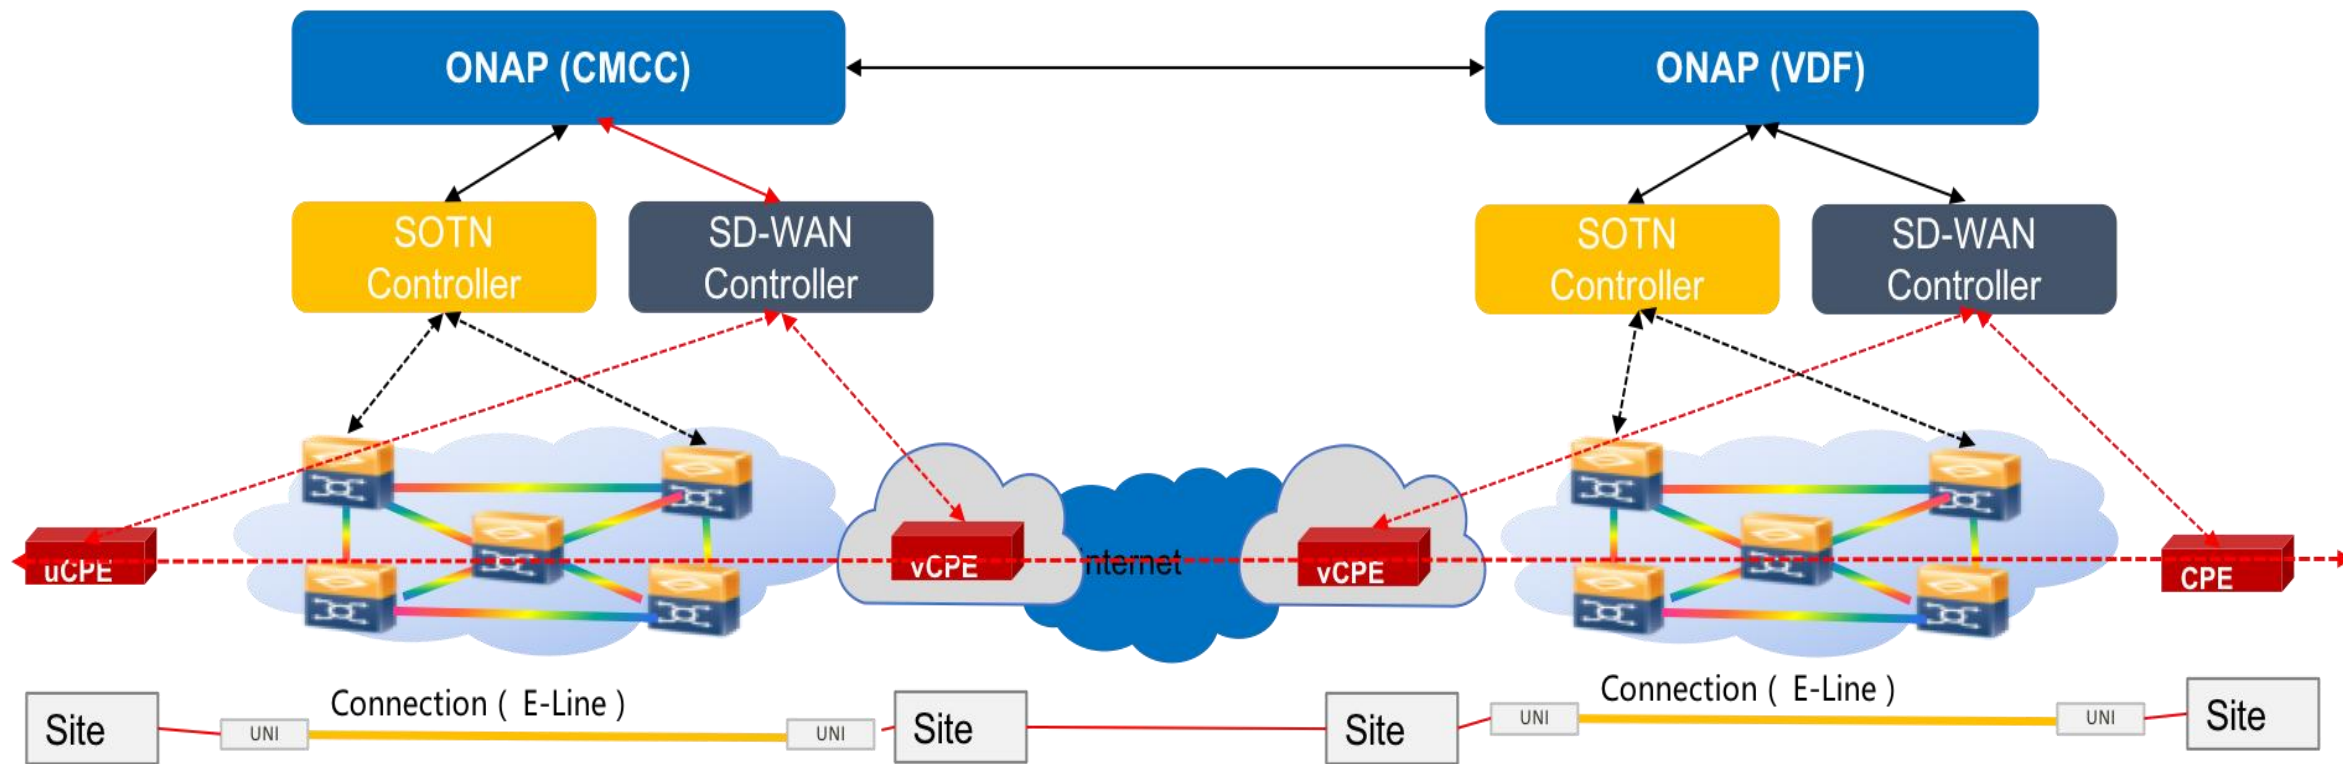 ONAP (CMCC)
ONAP (VDF)
SOTN
Controller
SD-WAN
Controller
SOTN
Controller
SD-WAN
Controller
uCPE
vCPE
internet
vCPE
CPE
Connection ( E-Line )
Connection ( E-Line )
Site
UNI
UNI
Site
Site
UNI
UNI
Site